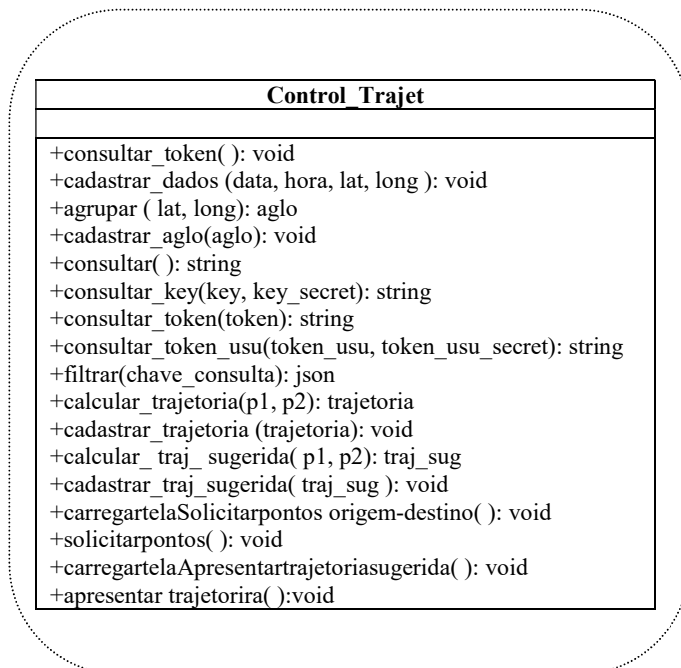 Control_Trajet
+consultar_token( ): void
+cadastrar_dados (data, hora, lat, long ): void
+agrupar ( lat, long): aglo
+cadastrar_aglo(aglo): void
+consultar( ): string
+consultar_key(key, key_secret): string
+consultar_token(token): string
+consultar_token_usu(token_usu, token_usu_secret): string
+filtrar(chave_consulta): json
+calcular_trajetoria(p1, p2): trajetoria
+cadastrar_trajetoria (trajetoria): void
+calcular_ traj_ sugerida( p1, p2): traj_sug
+cadastrar_traj_sugerida( traj_sug ): void
+carregartelaSolicitarpontos origem-destino( ): void
+solicitarpontos( ): void
+carregartelaApresentartrajetoriasugerida( ): void
+apresentar trajetorira( ):void